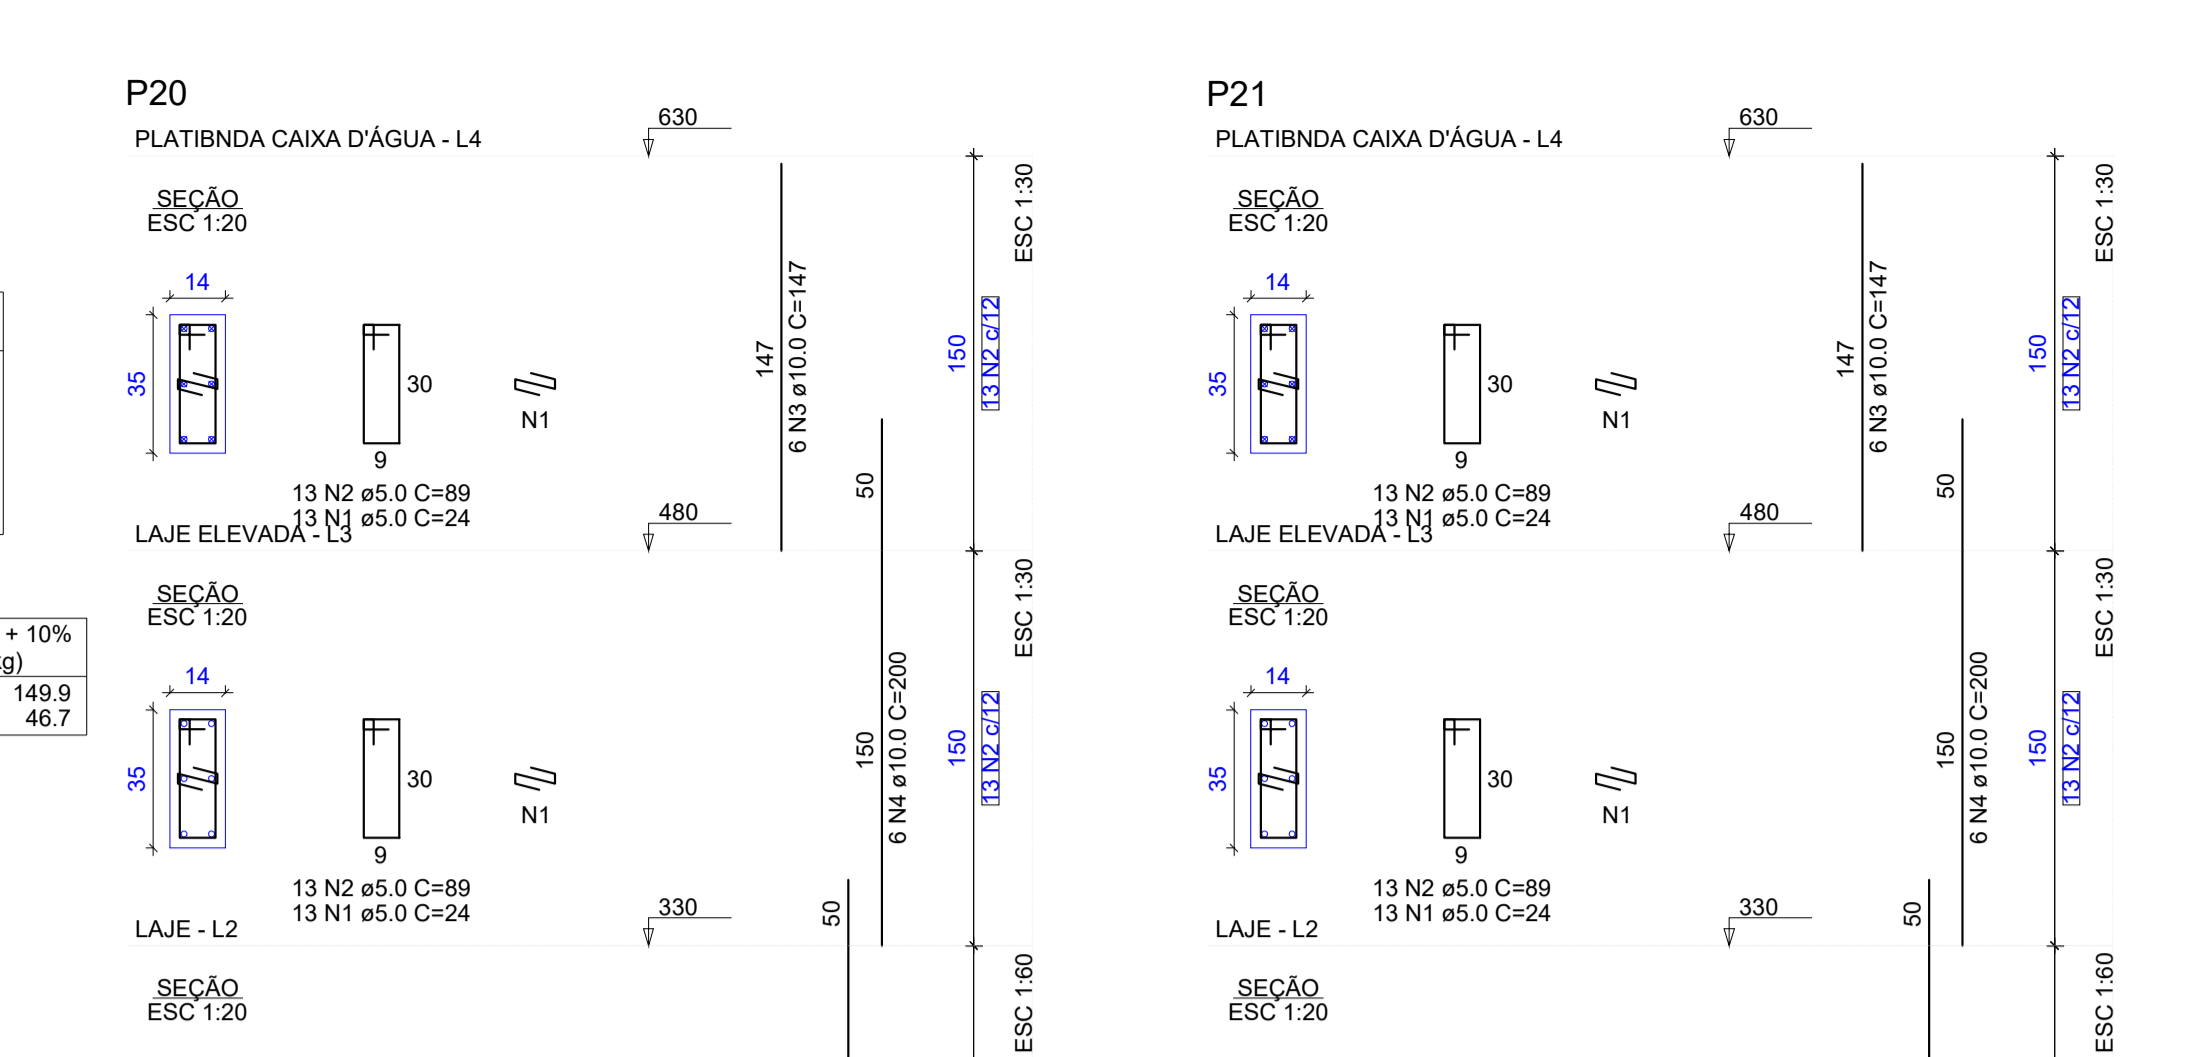 + 10%
g)
149.9
46.7
P20
PLATIBNDA CAIXA D'ÁGUA - L4
630
SEÇÃO
ESC 1:20
14
35
30
9
N1
13 N2 ø5.0 C=89
13 N1 ø5.0 C=24
147
6 N3 ø10.0 C=147
150
13 N2 c/12
ESC 1:30
LAJE ELEVADA - L3
480
50
SEÇÃO
ESC 1:20
14
35
30
9
N1
13 N2 ø5.0 C=89
13 N1 ø5.0 C=24
150
6 N4 ø10.0 C=200
150
13 N2 c/12
ESC 1:30
LAJE - L2
330
50
SEÇÃO
ESC 1:20
ESC 1:60
P21
PLATIBNDA CAIXA D'ÁGUA - L4
630
SEÇÃO
ESC 1:20
14
35
30
9
N1
13 N2 ø5.0 C=89
13 N1 ø5.0 C=24
147
6 N3 ø10.0 C=147
150
13 N2 c/12
ESC 1:30
LAJE ELEVADA - L3
480
50
SEÇÃO
ESC 1:20
14
35
30
9
N1
13 N2 ø5.0 C=89
13 N1 ø5.0 C=24
150
6 N4 ø10.0 C=200
150
13 N2 c/12
ESC 1:30
LAJE - L2
330
50
SEÇÃO
ESC 1:20
ESC 1:60